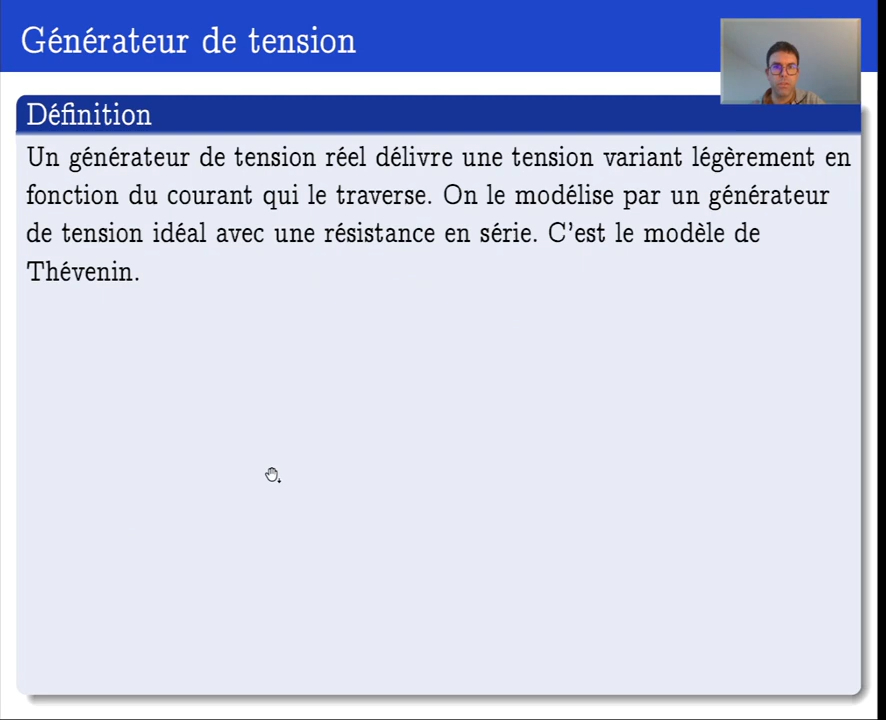 Générateur de tension
Définition
Un générateur de tension réel délivre une tension variant légèrement en
fonction du courant qui le traverse. On le modélise par un générateur
de tension idéal avec une résistance en série. C'est le modèle de
Thévenin.